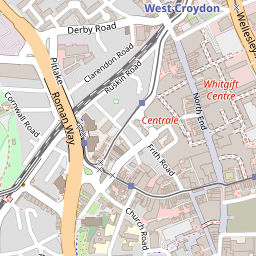 West Croydon
Derby Road
Wellesley
Pitlake
Clarendon Road
Ruskin Road
Whitgift
Centre
Cornwall Road
Roman Way
North End
Centrale
Frith Road
Church
Road